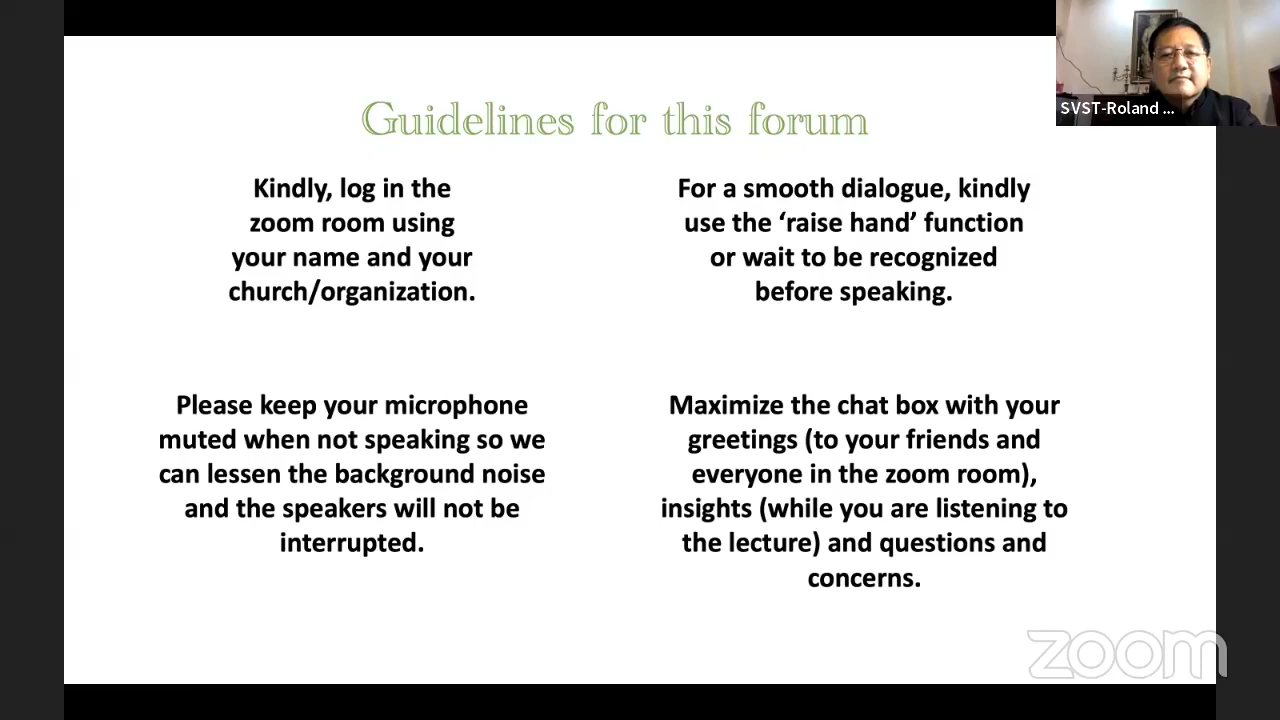 Guidelines for this forum
Kindly, log in the
zoom room using
your name and your
church/organization.
For a smooth dialogue, kindly
use the ‘raise hand’ function
or wait to be recognized
before speaking.
Please keep your microphone
muted when not speaking so we
can lessen the background noise
and the speakers will not be
interrupted.
Maximize the chat box with your
greetings (to your friends and
everyone in the zoom room),
insights (while you are listening to
the lecture) and questions and
concerns.
SVST-Roland ...
zoom